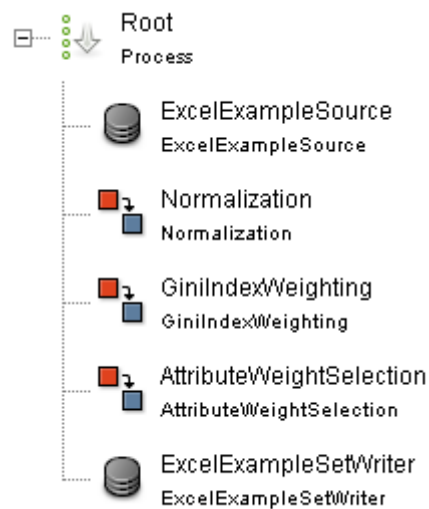 Root
Process
ExcelExampleSource
ExcelExampleSource
Normalization
Normalization
GiniIndexWeighting
GiniIndexWeighting
AttributeWeightSelection
AttributeWeightSelection
ExcelExampleSetWriter
ExcelExampleSetWriter